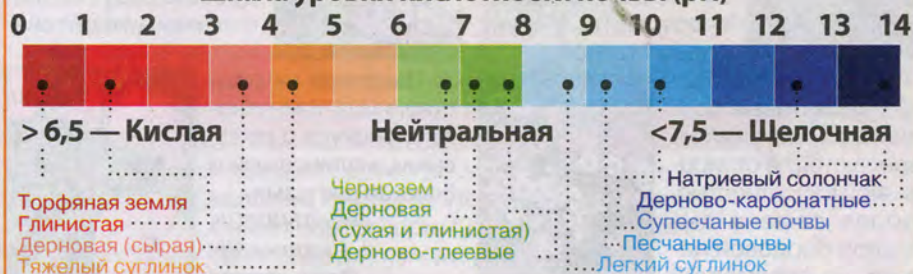 0 1 2 3 4 5 6 7 8 9 10 11 12 13 14
> 6,5 — Кислая Нейтральная <7,5 — Щелочная
Торфяная земля
Глинистая
Дерновая (сырая)
Тяжелый суглинок
Чернозем
Дерновая
(сухая и глинистая)
Дерново-глеевые
Натриевый солончак
Дерново-карбонатные
Супесчаные почвы
Песчаные почвы
Легкий суглинок